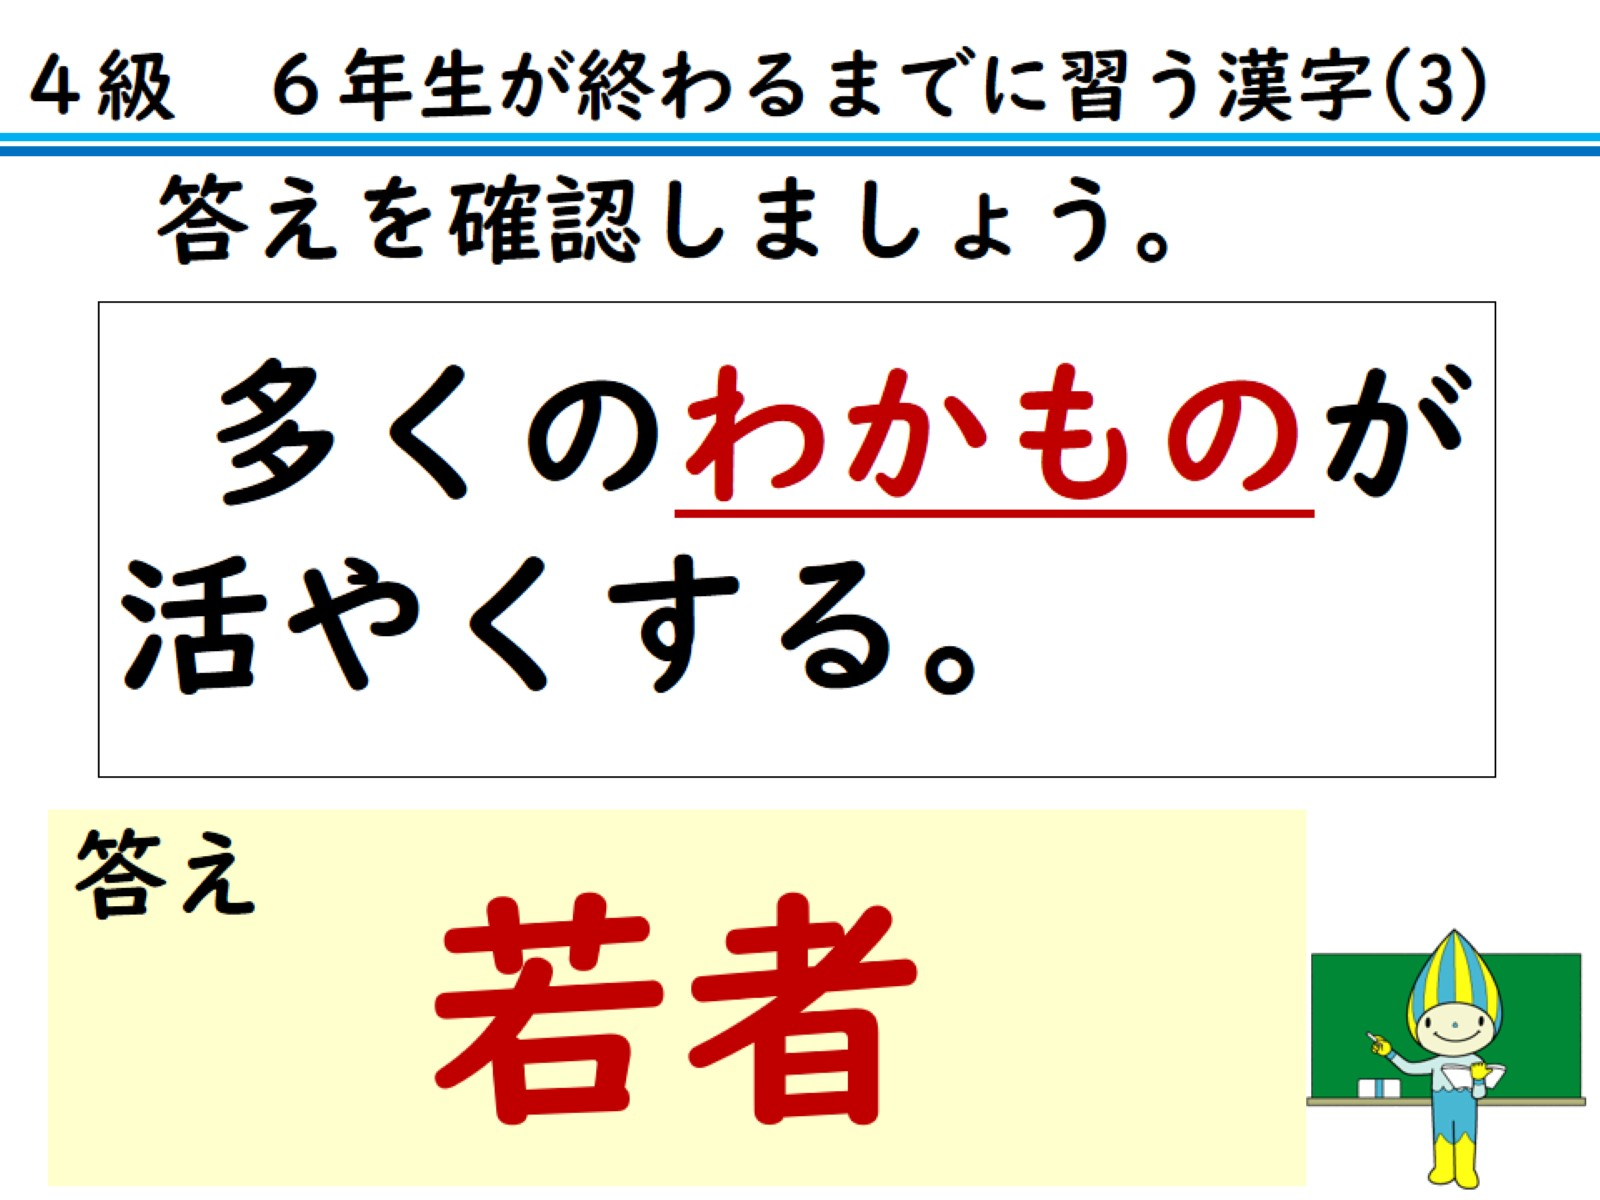 ４級　６年生が終わるまでに習う漢字(3)
答えを確認しましょう。
多くのわかものが
活やくする。
答え
若者